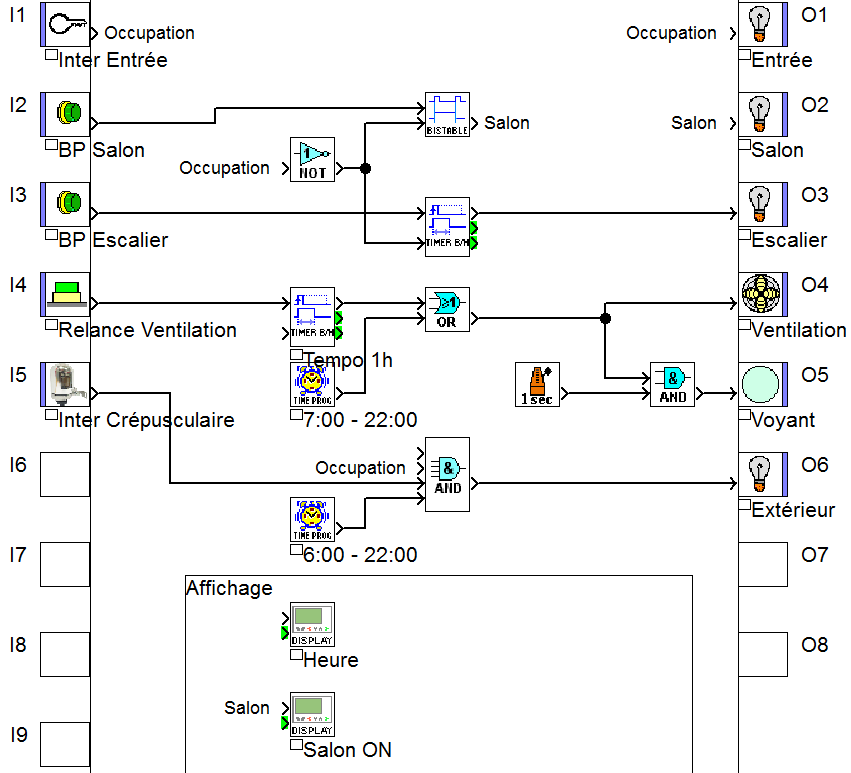 I1
Occupation
Occupation
O1
Inter Entrée
Entrée
I2
BISTABLE
Salon
Salon
O2
BP Salon
Salon
Occupation
1
NOT
I3
O3
BP Escalier
TIMER B/H
Escalier
I4
TIMER B/H
≥1
OR
O4
Relance Ventilation
Ventilation
Tempo 1h
I5
TIME PROG
1sec
&
AND
O5
Inter Crépusculaire
7:00 - 22:00
Voyant
I6
Occupation
&
AND
O6
Extérieur
TIME PROG
6:00 - 22:00
I7
O7
Affichage
I8
DISPLAY
O8
Heure
I9
Salon
DISPLAY
Salon ON